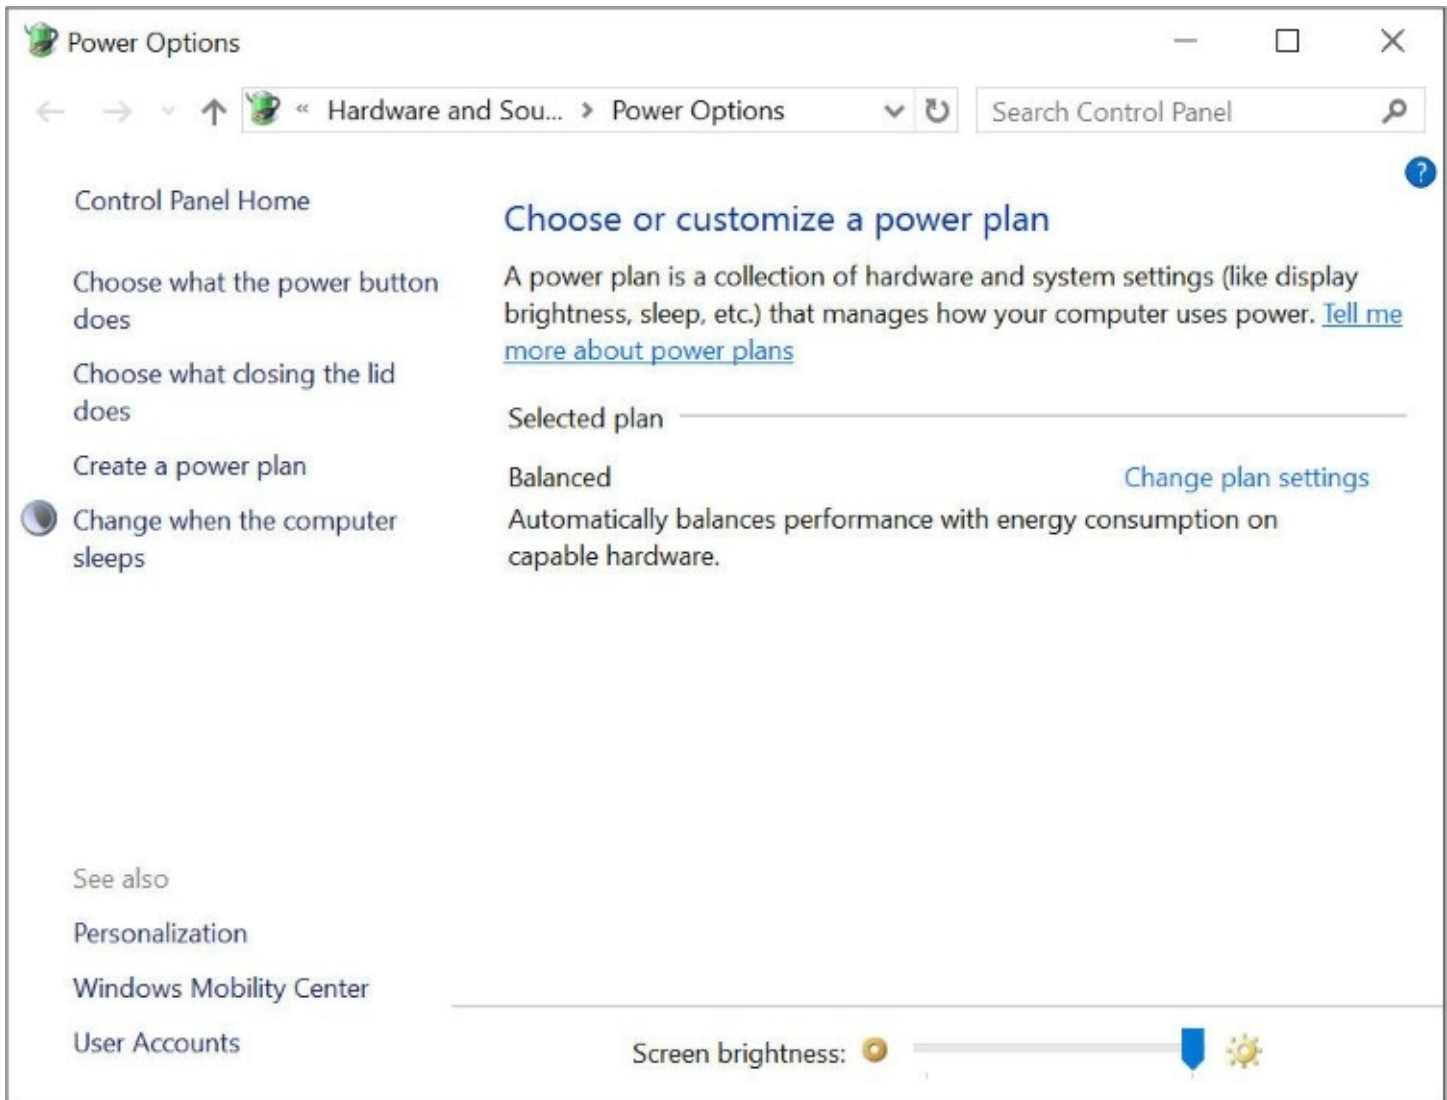 Power Options
« Hardware and Sou... > Power Options
Search Control Panel
?
Control Panel Home
Choose what the power button
does
Choose what closing the lid
does
Create a power plan
Change when the computer
sleeps
Choose or customize a power plan
A power plan is a collection of hardware and system settings (like display
brightness, sleep, etc.) that manages how your computer uses power. Tell me
more about power plans
Selected plan
Balanced
Change plan settings
Automatically balances performance with energy consumption on
capable hardware.
See also
Personalization
Windows Mobility Center
User Accounts
Screen brightness: